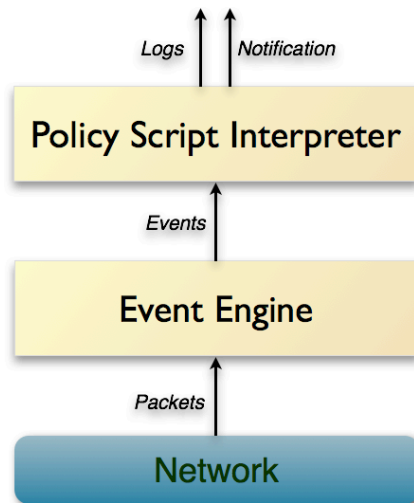 Logs Notification
Policy Script Interpreter
Events
Event Engine
Packets
Network